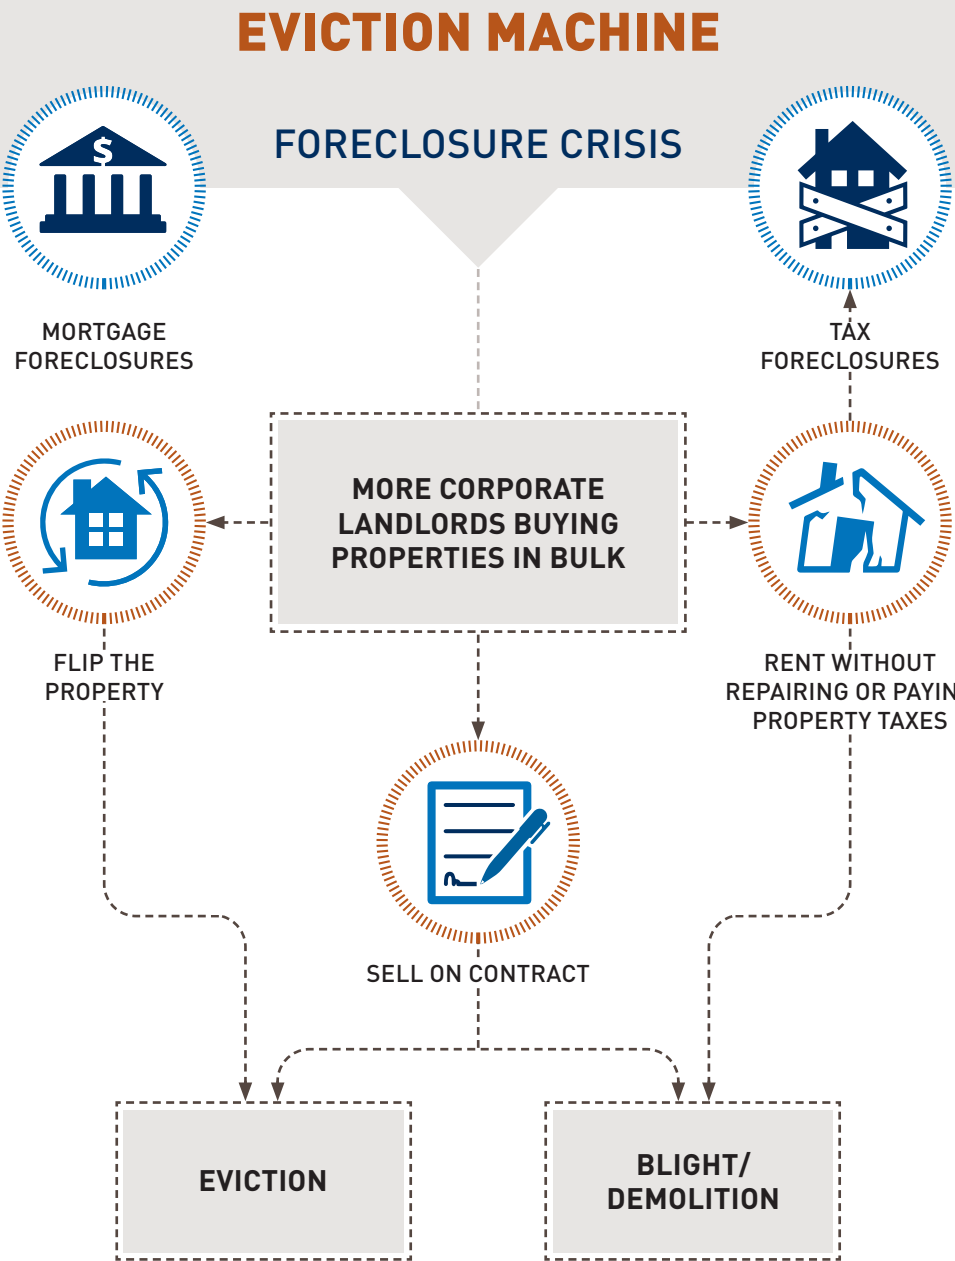 EVICTION MACHINE
FORECLOSURE CRISIS
$
MORTGAGE
FORECLOSURES
TAX
FORECLOSURES
MORE CORPORATE
LANDLORDS BUYING
PROPERTIES IN BULK
FLIP THE
PROPERTY
RENT WITHOUT
REPAIRING OR PAYIN
PROPERTY TAXES
SELL ON CONTRACT
EVICTION
BLIGHT/
DEMOLITION